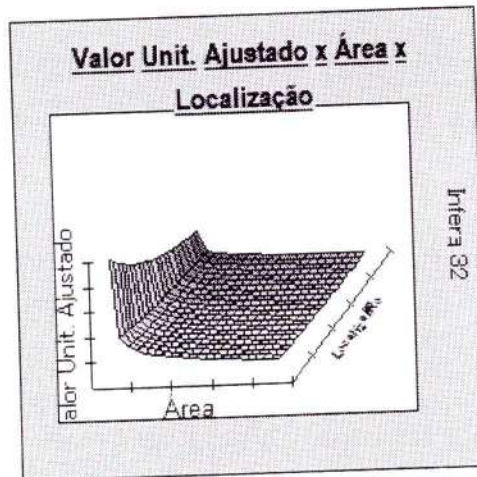 Valor Unit. Ajustado x Área x
Localização
alor Unit. Ajustado
Área
Infera 32